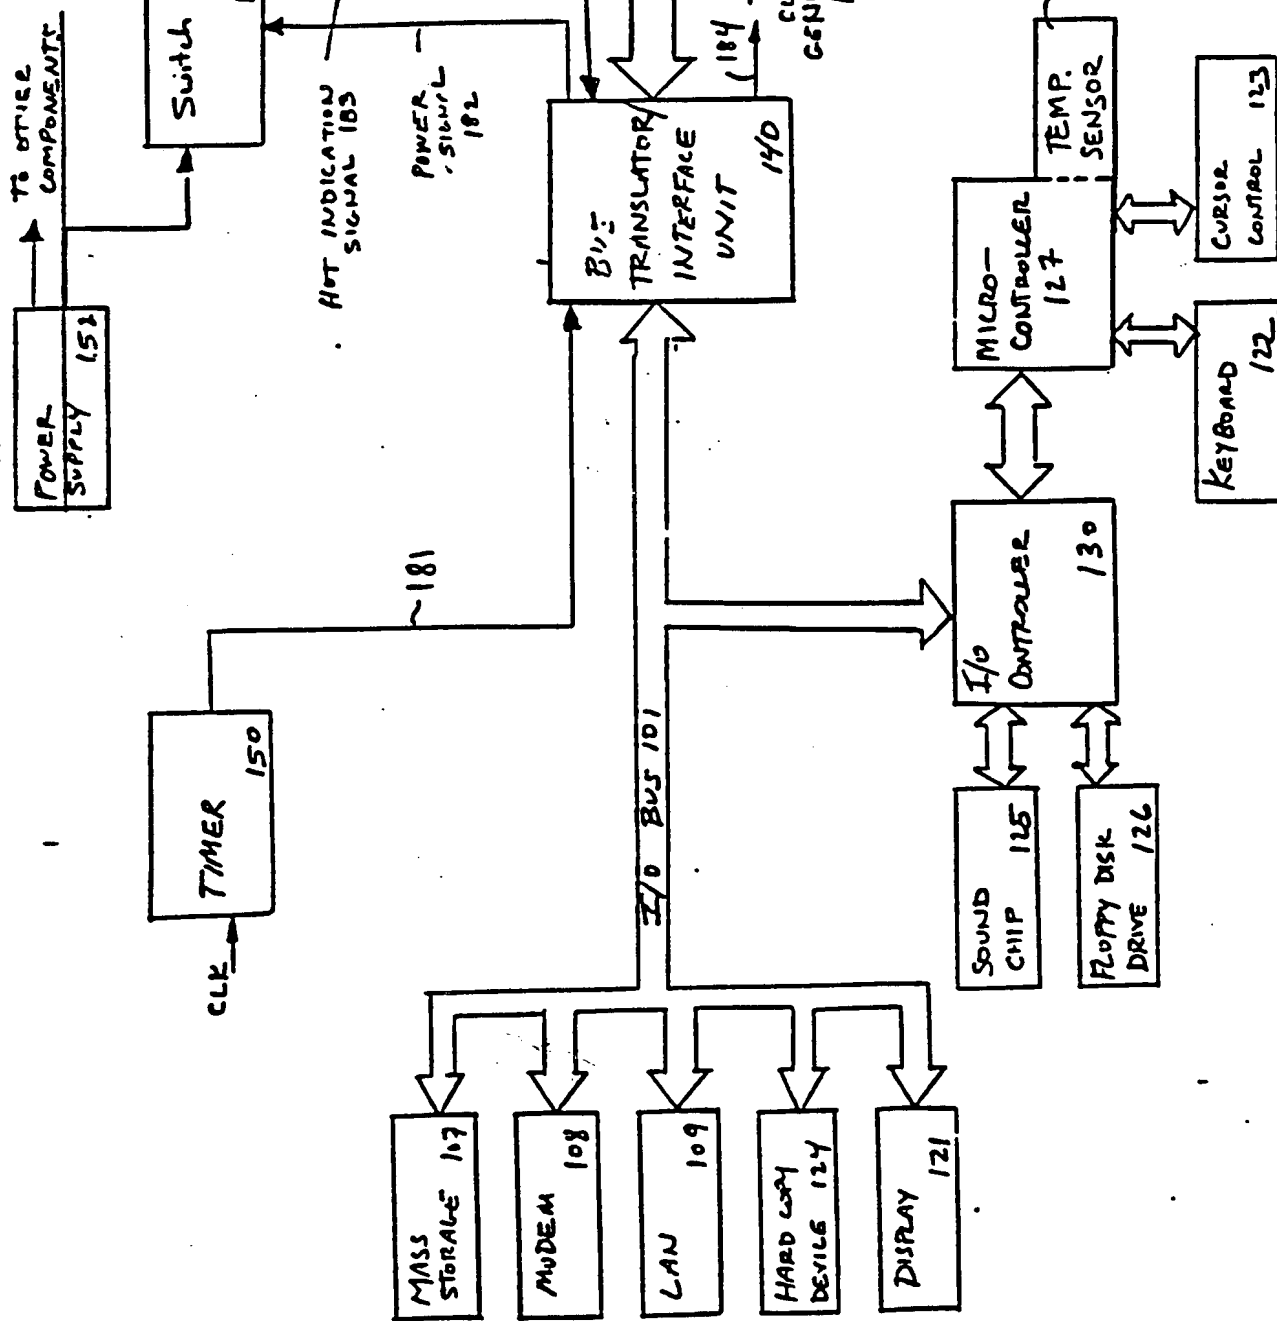 TO OTHER
COMPONENTS
POWER
SUPPLY 152
Switch
HOT INDICATION
SIGNAL 183
POWER
SIGNAL
182
184
TEMP.
SENSOR
BUS
TRANSLATOR/
INTERFACE
UNIT
140
MICRO-
CONTROLLER
127
CURSOR
CONTROL 123
KEYBOARD
122
181
TIMER
150
CLK
I/O BUS 101
I/O
CONTROLLER
130
SOUND
CHIP 125
FLOPPY DISK
DRIVE 126
MASS
STORAGE 107
MODEM
108
LAN
109
HARD COPY
DEVICE 124
DISPLAY
121